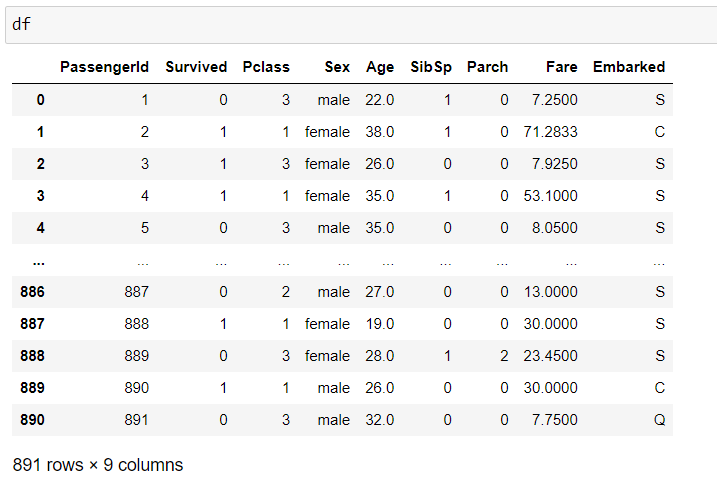 df
PassengerId Survived Pclass Sex Age SibSp Parch Fare Embarked
0 1 0 3 male 22.0 1 0 7.2500 S
1 2 1 1 female 38.0 1 0 71.2833 C
2 3 1 3 female 26.0 0 0 7.9250 S
3 4 1 1 female 35.0 1 0 53.1000 S
4 5 0 3 male 35.0 0 0 8.0500 S
... ... ... ... ... ... ... ... ... ...
886 887 0 2 male 27.0 0 0 13.0000 S
887 888 1 1 female 19.0 0 0 30.0000 S
888 889 0 3 female 28.0 1 2 23.4500 S
889 890 1 1 male 26.0 0 0 30.0000 C
890 891 0 3 male 32.0 0 0 7.7500 Q
891 rows × 9 columns